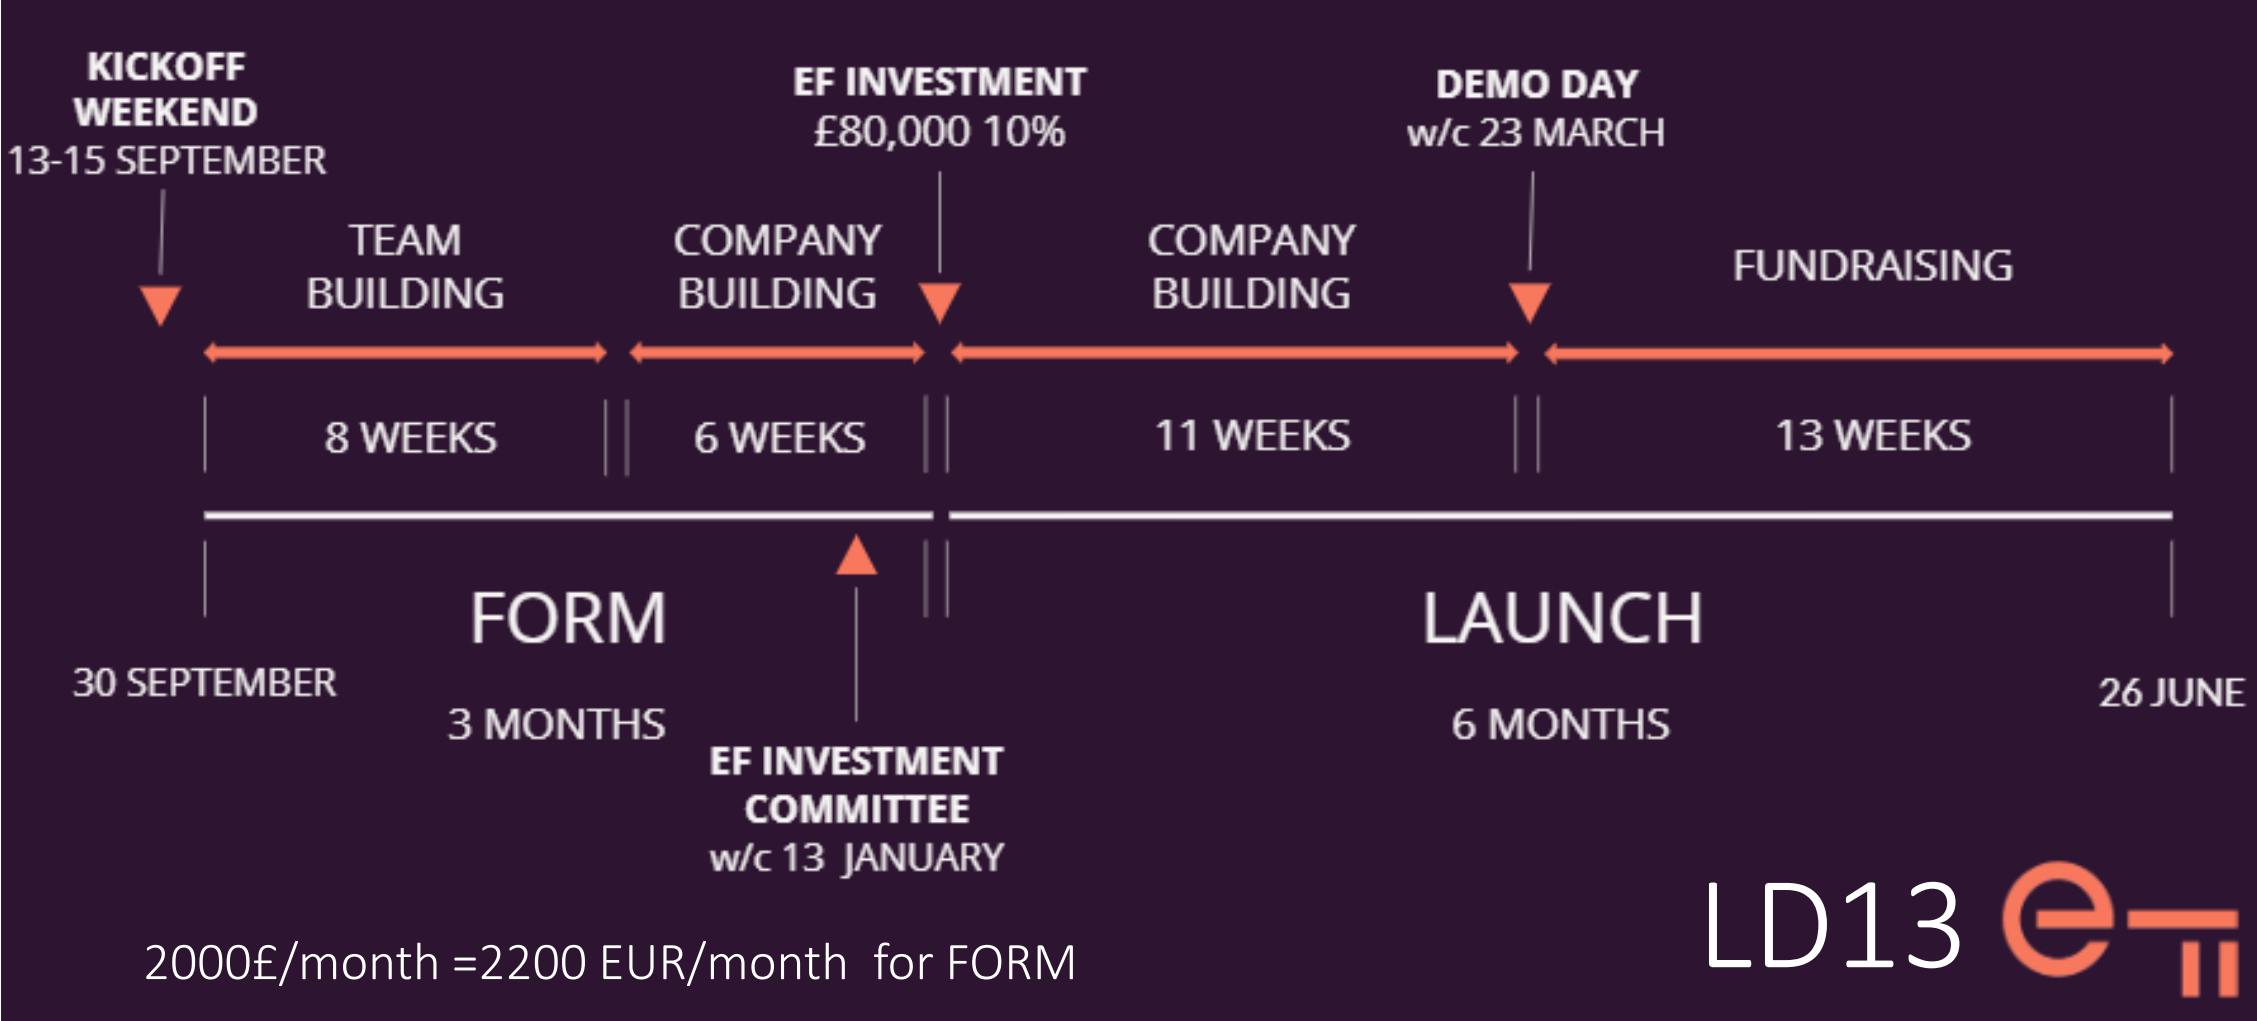 KICKOFF
WEEKEND
13-15 SEPTEMBER
EF INVESTMENT
£80,000 10%
DEMO DAY
w/c 23 MARCH
TEAM
BUILDING
COMPANY
BUILDING
COMPANY
BUILDING
FUNDRAISING
8 WEEKS
6 WEEKS
11 WEEKS
13 WEEKS
FORM
LAUNCH
30 SEPTEMBER
3 MONTHS
6 MONTHS
26 JUNE
EF INVESTMENT
COMMITTEE
w/c 13 JANUARY
2000£/month =2200 EUR/month for FORM
LD13 ef